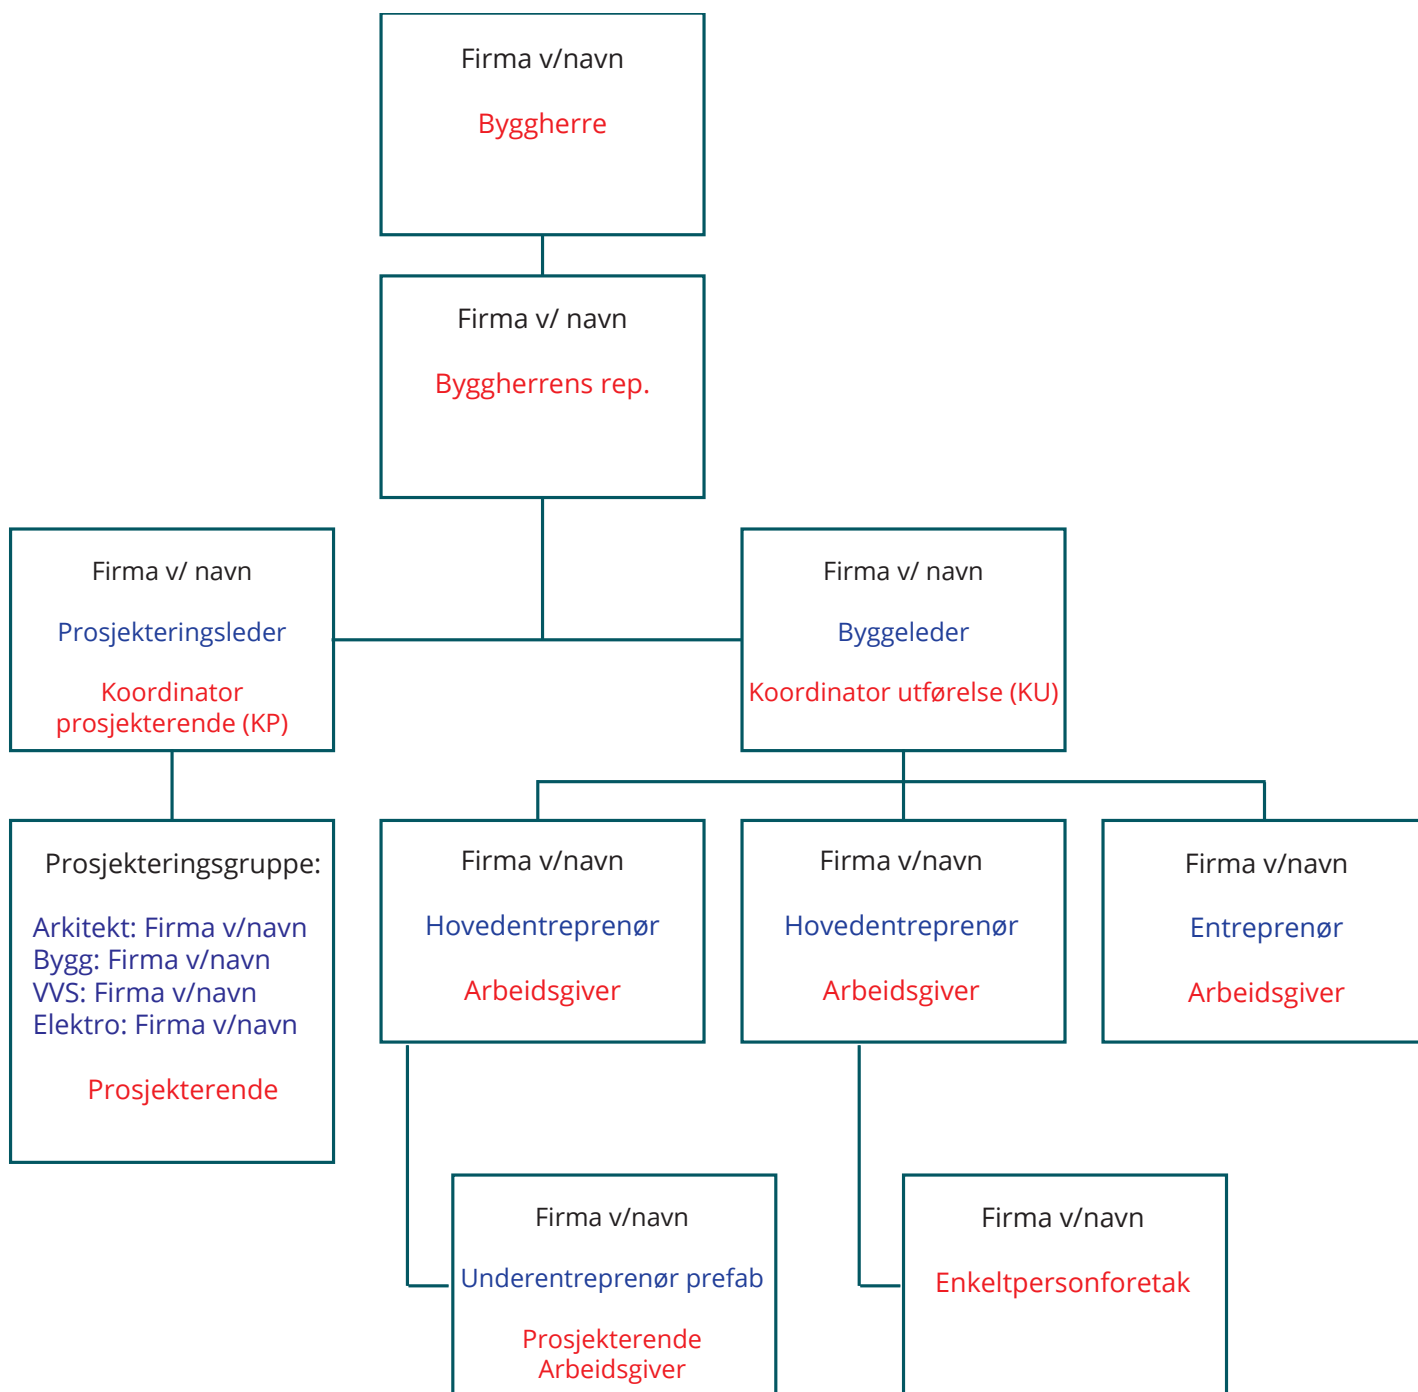 Firma v/navn
Byggherre
Firma v/ navn
Byggherrens rep.
Firma v/ navn
Prosjekteringsleder
Koordinator
prosjekterende (KP)
Firma v/ navn
Byggeleder
Koordinator utførelse (KU)
Prosjekteringsgruppe:
Arkitekt: Firma v/navn
Bygg: Firma v/navn
VVS: Firma v/navn
Elektro: Firma v/navn
Prosjekterende
Firma v/navn
Hovedentreprenør
Arbeidsgiver
Firma v/navn
Hovedentreprenør
Arbeidsgiver
Firma v/navn
Entreprenør
Arbeidsgiver
Firma v/navn
Underentreprenør prefab
Prosjekterende
Arbeidsgiver
Firma v/navn
Enkeltpersonforetak